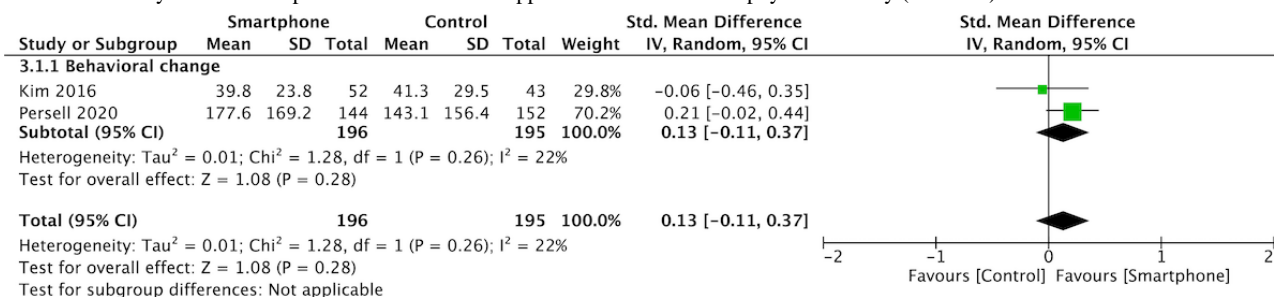 Smartphone Control Std. Mean Difference Std. Mean Difference
Study or Subgroup Mean SD Total Mean SD Total Weight IV, Random, 95% CI IV, Random, 95% CI
3.1.1 Behavioral change
Kim 2016 39.8 23.8 52 41.3 29.5 43 29.8% −0.06 [−0.46, 0.35]
Persell 2020 177.6 169.2 144 143.1 156.4 152 70.2% 0.21 [−0.02, 0.44]
Subtotal (95% CI) 196 195 100.0% 0.13 [−0.11, 0.37]
Heterogeneity: Tau² = 0.01; Chi² = 1.28, df = 1 (P = 0.26); I² = 22%
Test for overall effect: Z = 1.08 (P = 0.28)
Total (95% CI) 196 195 100.0% 0.13 [−0.11, 0.37]
Heterogeneity: Tau² = 0.01; Chi² = 1.28, df = 1 (P = 0.26); I² = 22%
Test for overall effect: Z = 1.08 (P = 0.28)
Test for subgroup differences: Not applicable
−2 −1 0 1 2
Favours [Control] Favours [Smartphone]